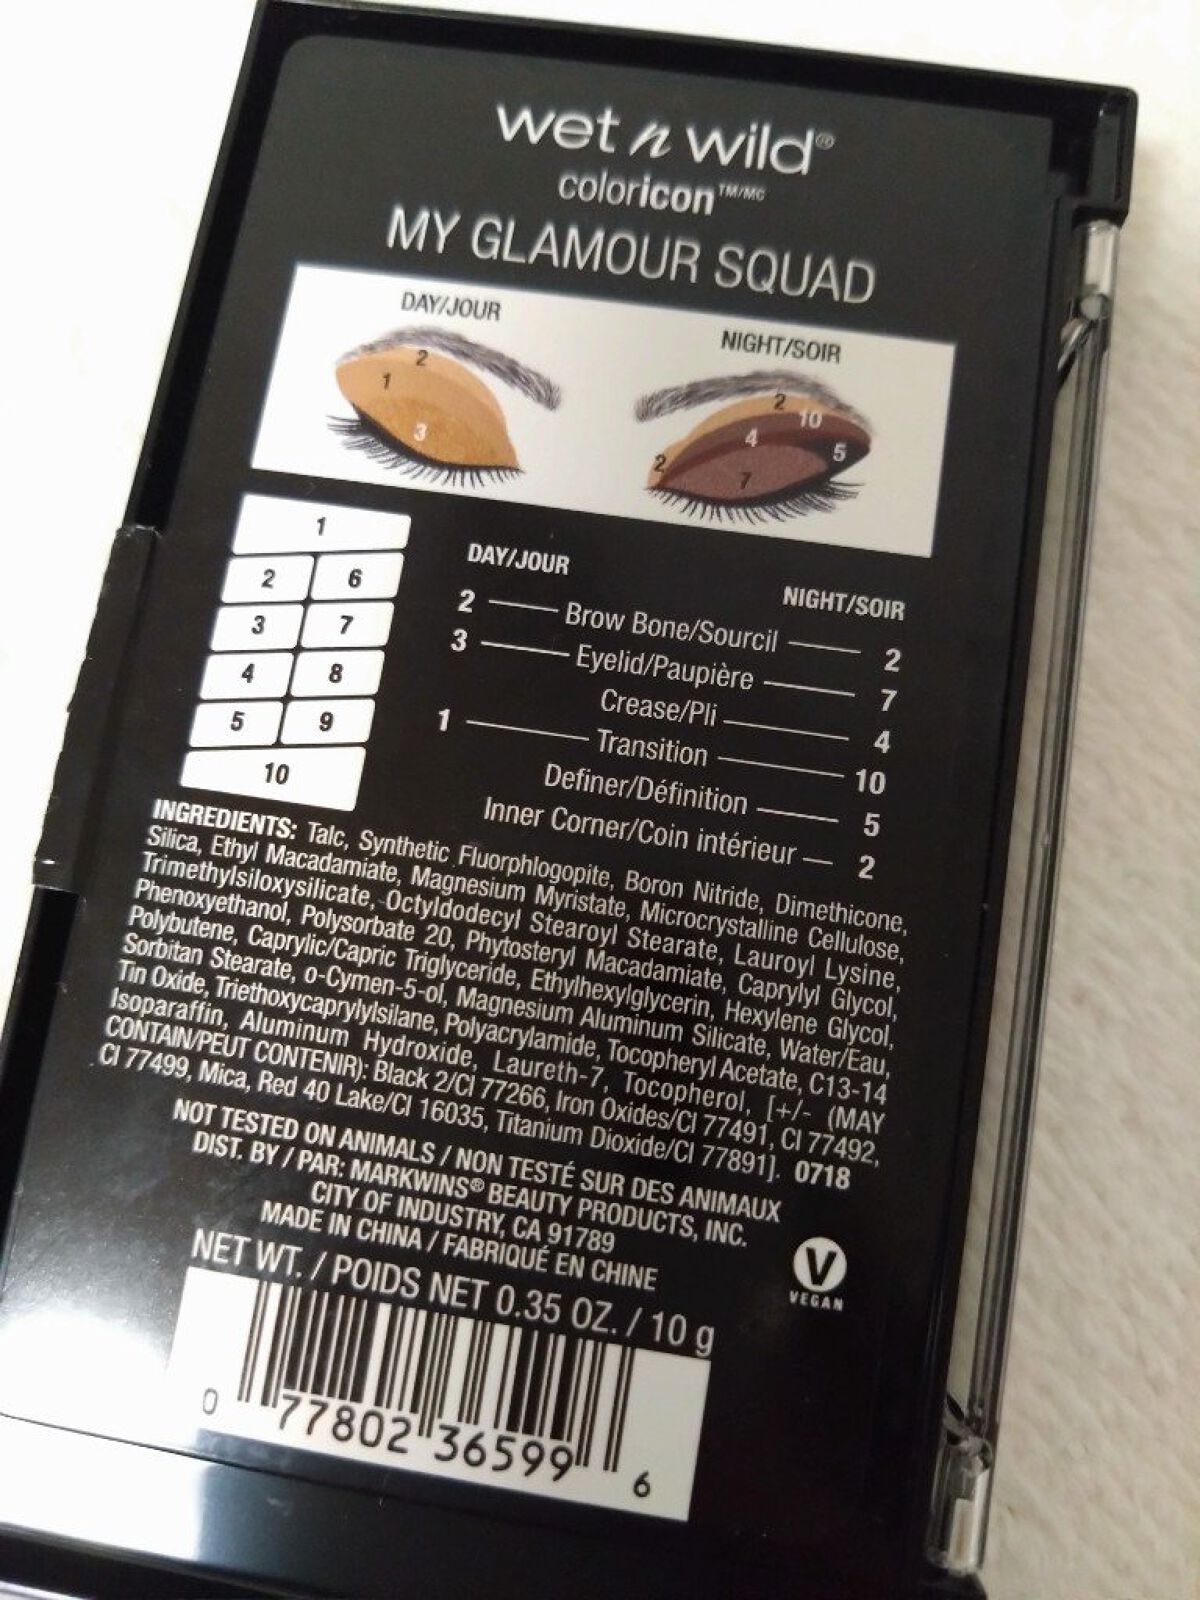 wet n wild®
coloricon™/MC
MY GLAMOUR SQUAD
DAY/JOUR
NIGHT/SOIR
2
1
3
2
10
4
5
2
7
1
2 6
3 7
4 8
5 9
10
DAY/JOUR
NIGHT/SOIR
2 Brow Bone/Sourcil 2
3 Eyelid/Paupière 7
Crease/Pli 4
1 Transition 10
Definer/Définition 5
Inner Corner/Coin intérieur 2
INGREDIENTS: Talc, Synthetic Fluorphlogopite, Boron Nitride, Dimethicone,
Silica, Ethyl Macadamiate, Magnesium Myristate, Microcrystalline Cellulose,
Trimethylsiloxysilicate, Octyldodecyl Stearoyl Stearate, Lauroyl Lysine,
Phenoxyethanol, Polysorbate 20, Phytosteryl Macadamiate, Caprylyl Glycol,
Polybutene, Caprylic/Capric Triglyceride, Ethylhexylglycerin, Hexylene Glycol,
Sorbitan Stearate, o-Cymen-5-ol, Magnesium Aluminum Silicate, Water/Eau,
Tin Oxide, Triethoxycaprylylsilane, Polyacrylamide, Tocopheryl Acetate, C13-14
Isoparaffin, Aluminum Hydroxide, Laureth-7, Tocopherol, [+/- (MAY
CONTAIN/PEUT CONTENIR): Black 2/CI 77266, Iron Oxides/CI 77491, CI 77492,
CI 77499, Mica, Red 40 Lake/CI 16035, Titanium Dioxide/CI 77891]. 0718
NOT TESTED ON ANIMALS / NON TESTÉ SUR DES ANIMAUX
DIST. BY / PAR: MARKWINS® BEAUTY PRODUCTS, INC.
CITY OF INDUSTRY, CA 91789
MADE IN CHINA / FABRIQUÉ EN CHINE
V
VEGAN
NET WT. / POIDS NET 0.35 OZ. / 10 g
0 77802 36599 6